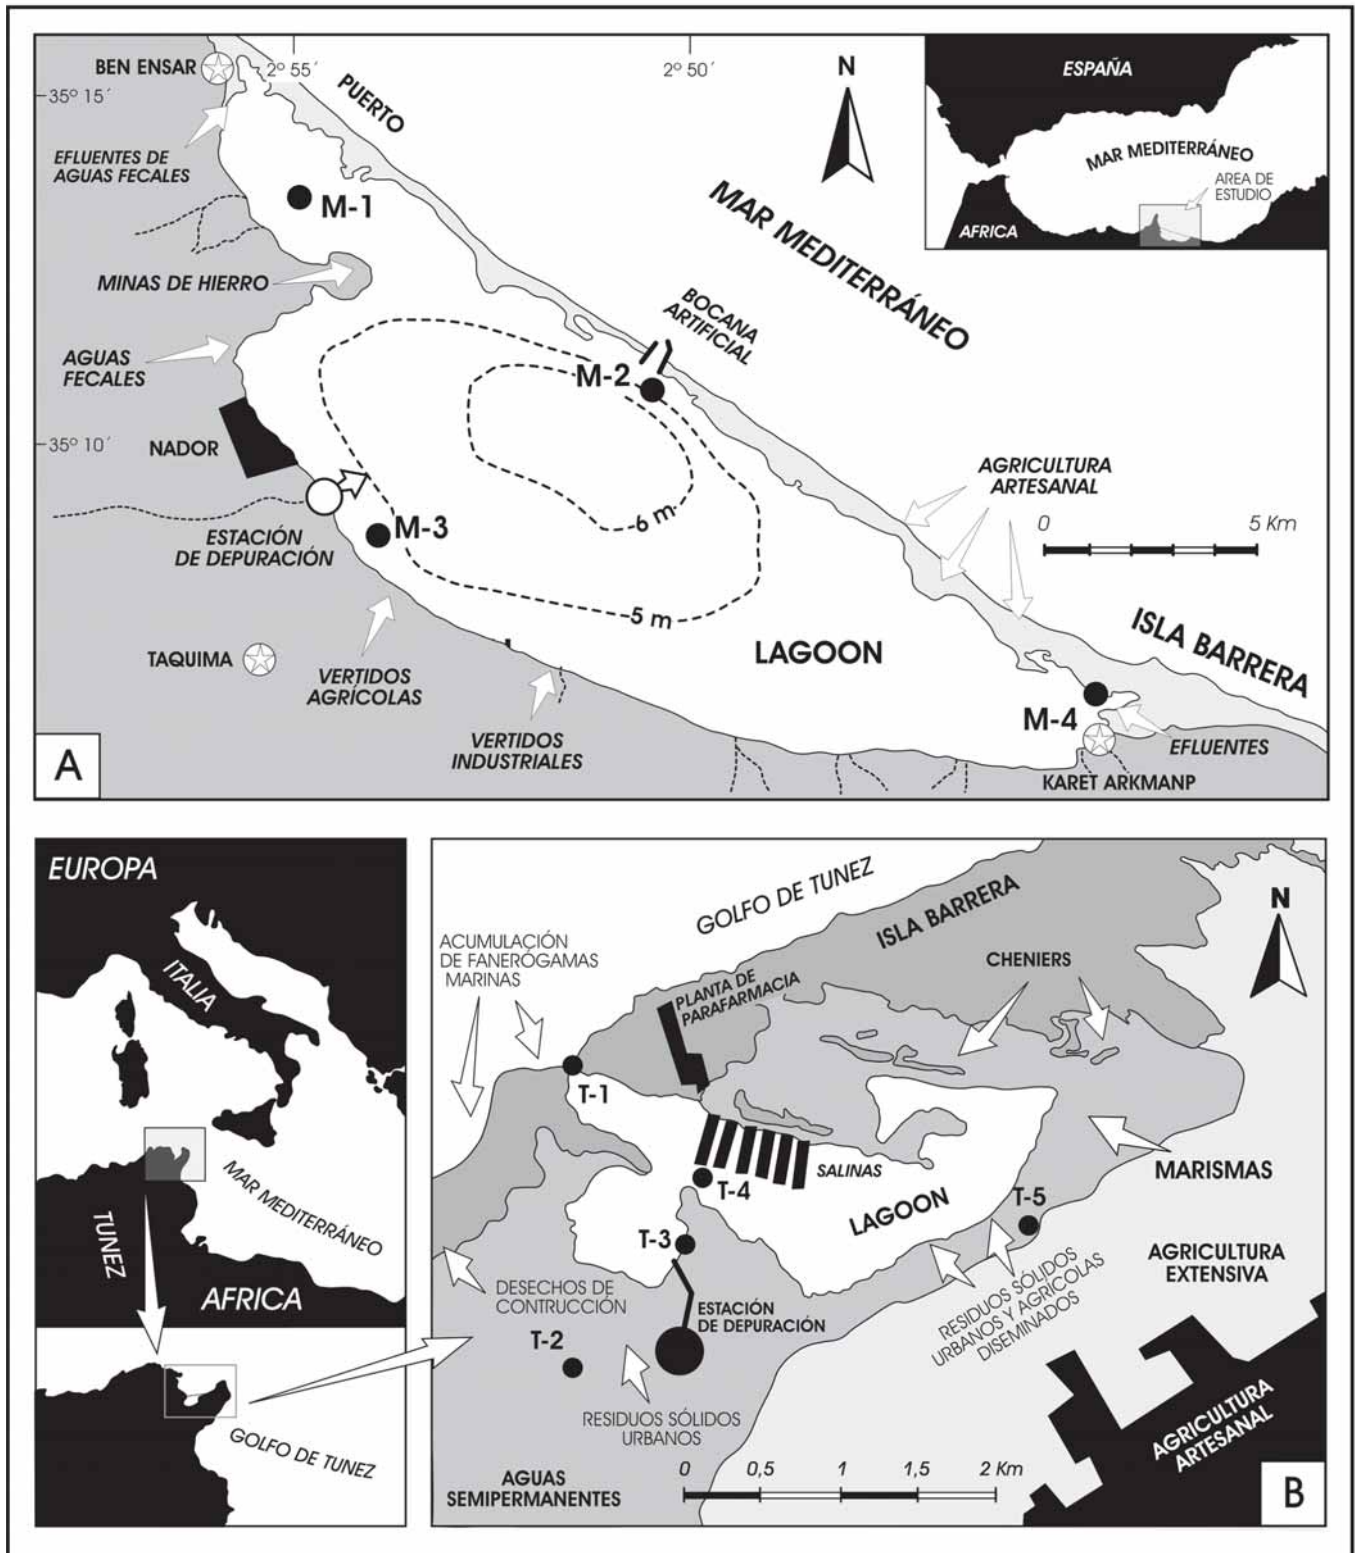 BEN ENSAR
2° 55´
2° 50´
35° 15´
PUERTO
N
EFLUENTES DE
AGUAS FECALES
M-1
MINAS DE HIERRO
AGUAS
FECALES
MAR MEDITERRÁNEO
BOCANA
ARTIFICIAL
M-2
ESPAÑA
MAR MEDITERRÁNEO
AREA DE
ESTUDIO
AFRICA
35° 10´
NADOR
AGRICULTURA
ARTESANAL
0
5 Km
6 m
M-3
ESTACIÓN
DE DEPURACIÓN
5 m
LAGOON
ISLA BARRERA
TAQUIMA
VERTIDOS
AGRÍCOLAS
VERTIDOS
INDUSTRIALES
M-4
EFLUENTES
KARET ARKMANP
A
EUROPA
ITALIA
MAR MEDITERRÁNEO
TUNEZ
AFRICA
GOLFO DE TUNEZ
GOLFO DE TUNEZ
ISLA BARRERA
N
ACUMULACIÓN
DE FANERÓGAMAS
MARINAS
PLANTA DE
PARAFARMACIA
CHENIERS
T-1
SALINAS
T-4
LAGOON
T-5
MARISMAS
T-3
AGRICULTURA
EXTENSIVA
DESECHOS DE
CONTRUCCIÓN
ESTACIÓN
DE DEPURACIÓN
RESIDUOS SÓLIDOS
URBANOS Y AGRÍCOLAS
DISEMINADOS
T-2
RESIDUOS SÓLIDOS
URBANOS
AGRICULTURA
ARTESANAL
AGUAS
SEMIPERMANENTES
0
0,5
1
1,5
2 Km
B